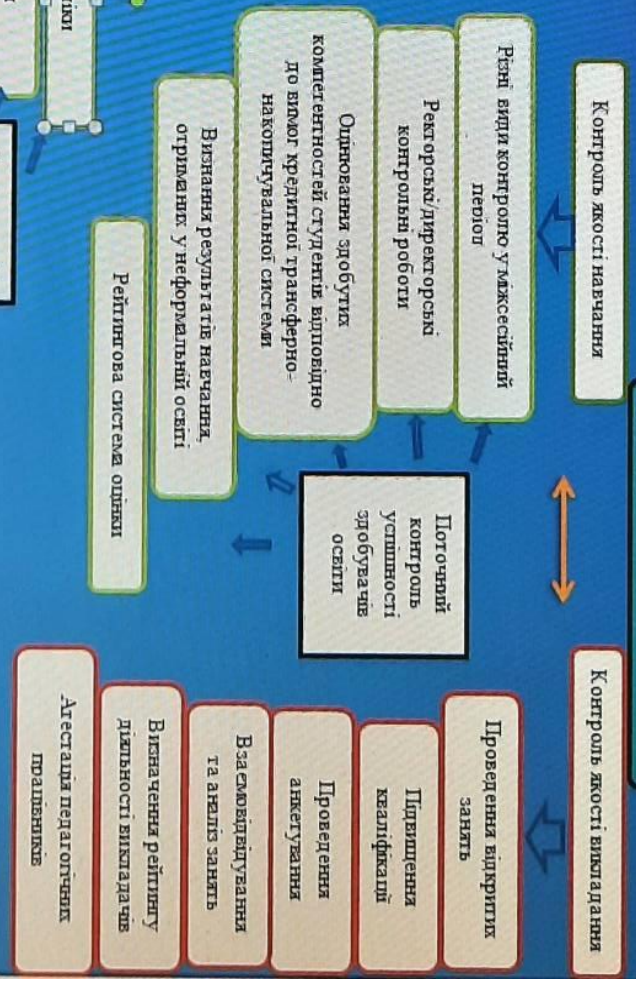 Контроль якості навчання
Різні види контролю у міжсесійний
період
Ректорські/директорські
контрольні роботи
Оцінювання здобутих
компетентностей студентів відповідно
до вимог кредитної трансферно-
накопичувальної системи
Визнання результатів навчання,
отриманих у неформальній освіті
Рейтингова система оцінки
Поточний
контроль
успішності
здобувачів
освіти
Контроль якості викладання
Проведення відкритих
занять
Підвищення
кваліфікації
Проведення
анкетування
Взаємовідвідування
та аналіз занять
Визначення рейтингу
діяльності викладачів
Атестація педагогічних
працівників